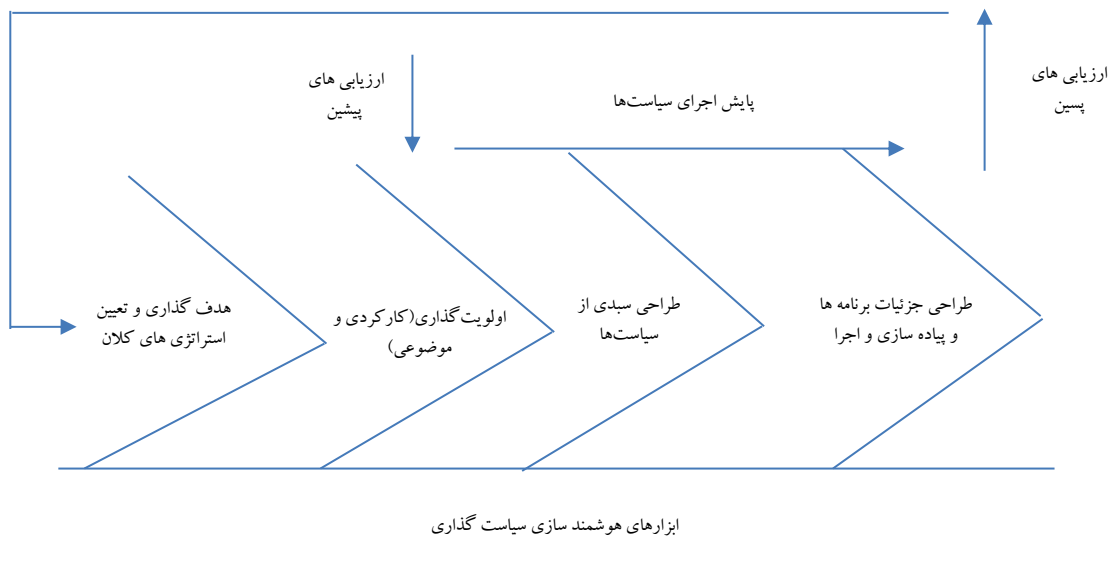 ارزیابی های
پسین
ارزیابی های
پیشین
پایش اجرای سیاست‌ها
هدف گذاری و تعیین
استراتژی های کلان
اولویت‌گذاری(کارکردی و
موضوعی)
طراحی سبدی از
سیاست‌ها
طراحی جزئیات برنامه ها
و پیاده سازی و اجرا
ابزارهای هوشمند سازی سیاست گذاری